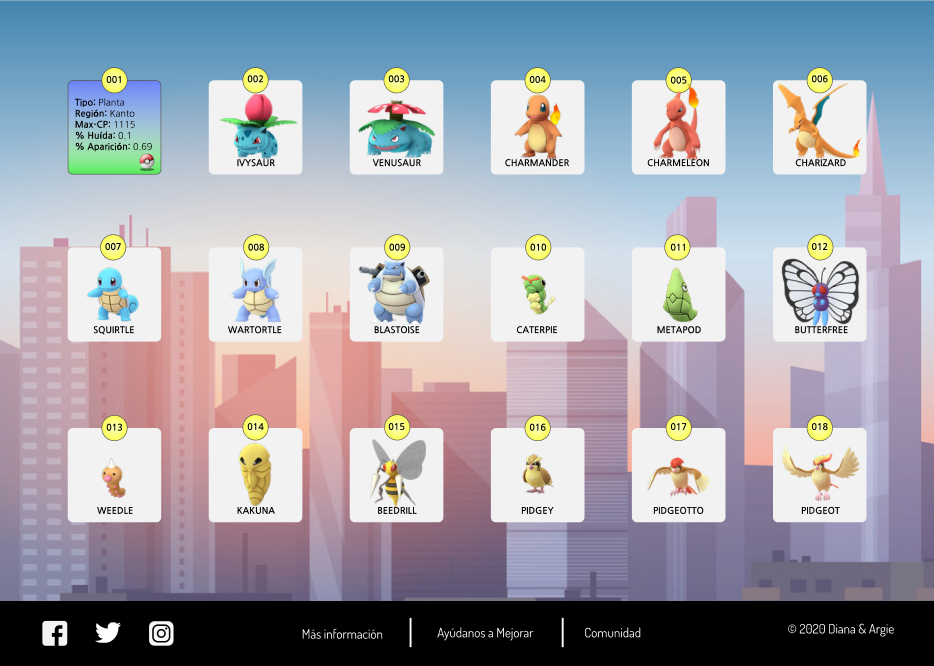 001
002
003
004
005
006
Tipo: Planta
Región: Kanto
Max-CP: 1115
% Huída: 0.1
% Aparición: 0.69
IVYSAUR
VENUSAUR
CHARMANDER
CHARMELEON
CHARIZARD
007
008
009
010
011
012
SQUIRTLE
WARTORTLE
BLASTOISE
CATERPIE
METAPOD
BUTTERFREE
013
014
015
016
017
018
WEEDLE
KAKUNA
BEEDRILL
PIDGEY
PIDGEOTTO
PIDGEOT
Más información
Ayúdanos a Mejorar
Comunidad
© 2020 Diana & Argie